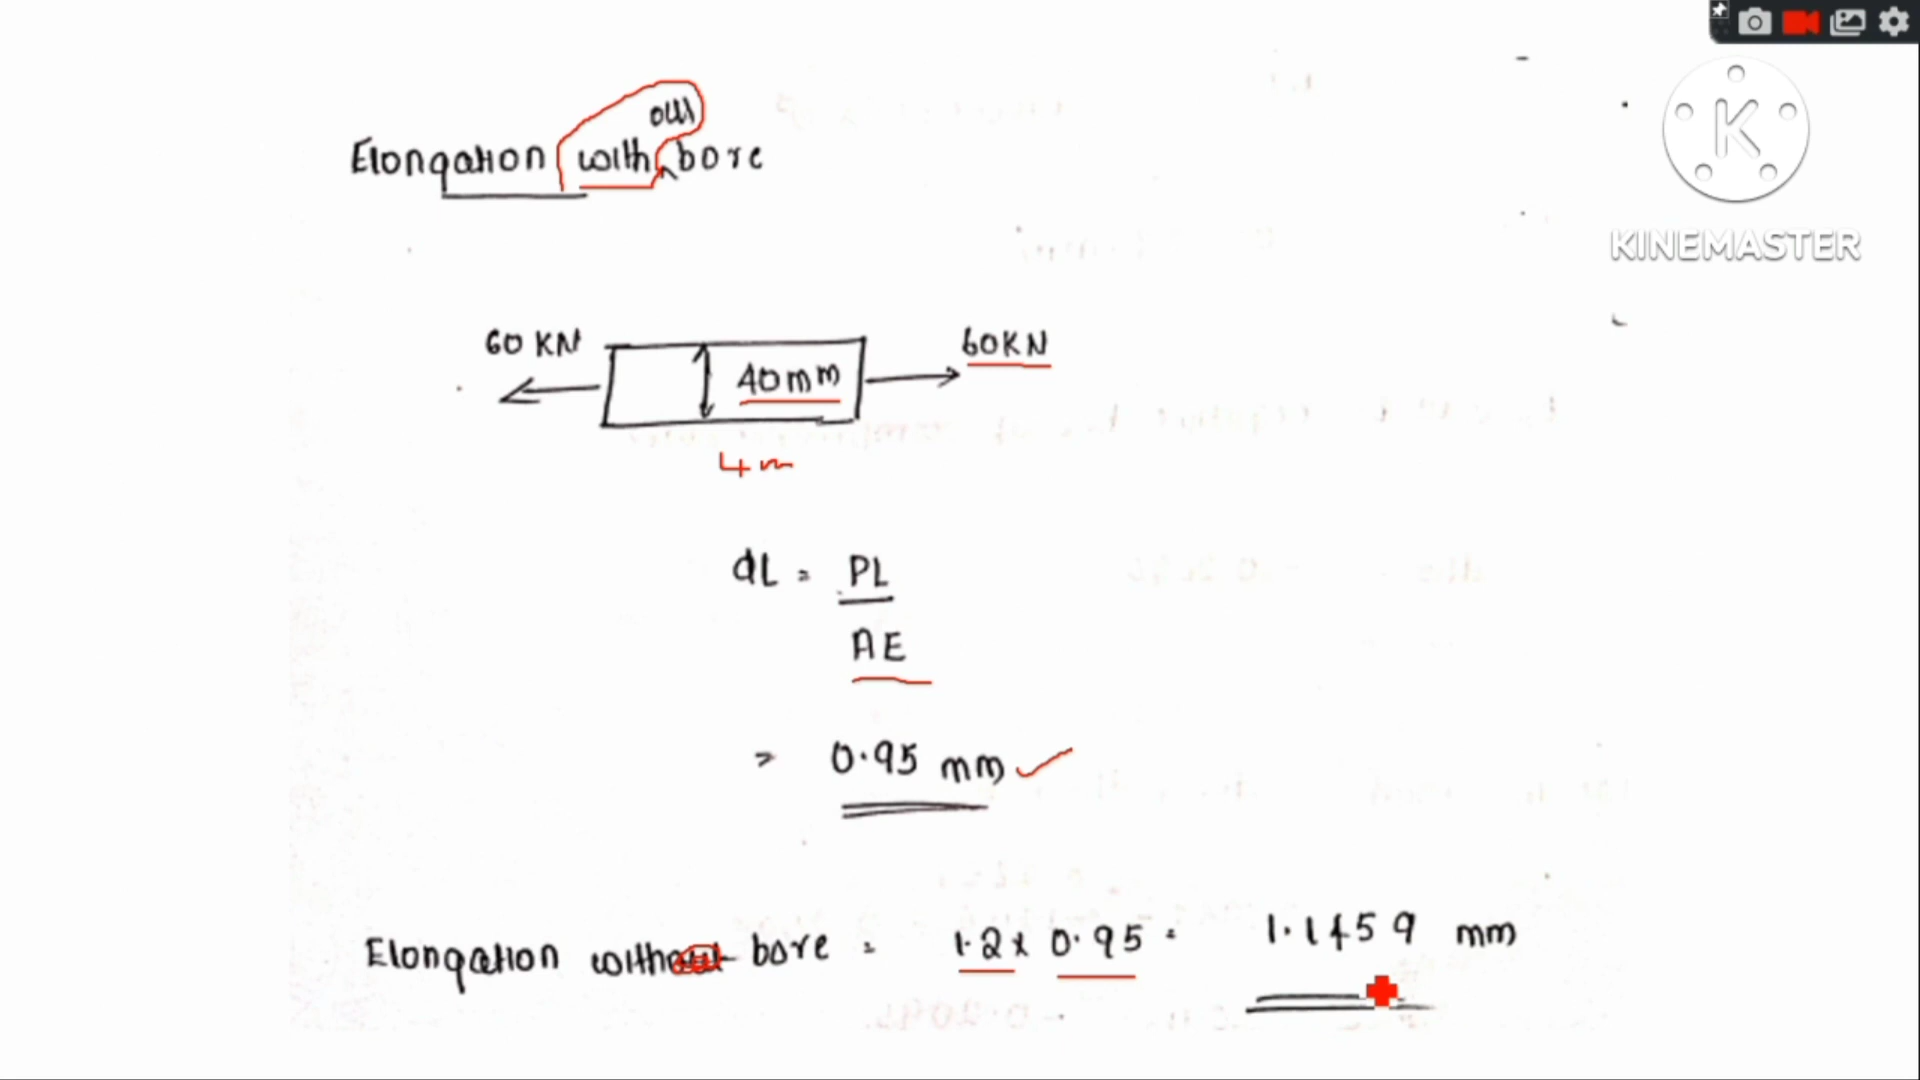 Elongation without bore
60 KN
60KN
40mm
4m
dL = PL
AE
= 0.95 mm
Elongation with bore = 1.2 x 0.95 = 1.1459 mm
KINEMASTER